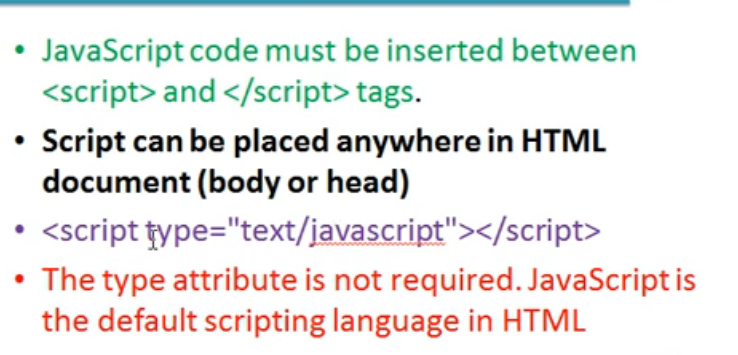 • JavaScript code must be inserted between
<script> and </script> tags.
• Script can be placed anywhere in HTML
document (body or head)
• <script type="text/javascript"></script>
• The type attribute is not required. JavaScript is
the default scripting language in HTML